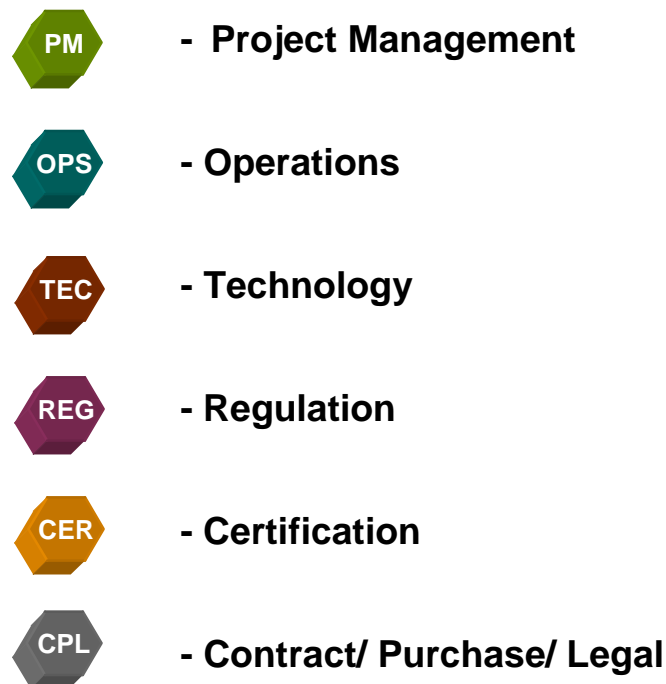 PM - Project Management
OPS - Operations
TEC - Technology
REG - Regulation
CER - Certification
CPL - Contract/ Purchase/ Legal